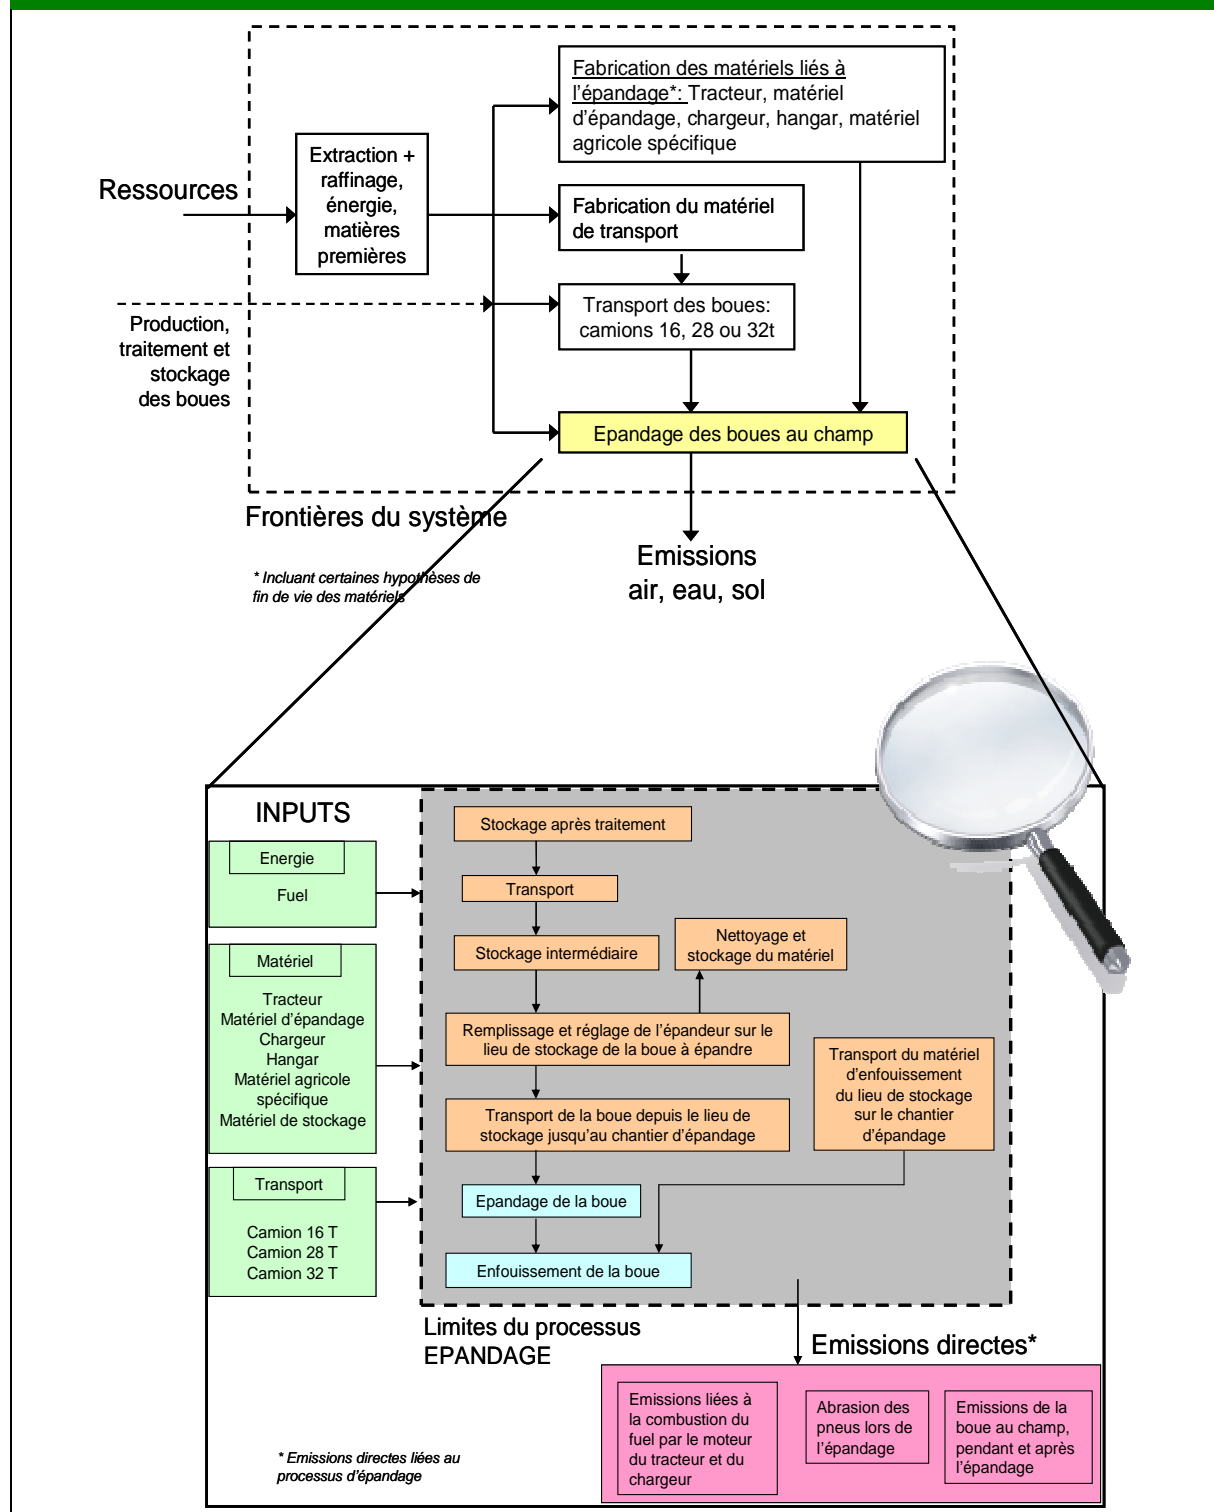 Fabrication des matériels liés à
l'épandage*: Tracteur, matériel
d'épandage, chargeur, hangar, matériel
agricole spécifique
Extraction +
raffinage,
énergie,
matières
premières
Ressources
Fabrication du matériel
de transport
Transport des boues:
camions 16, 28 ou 32t
Production,
traitement et
stockage
des boues
Epandage des boues au champ
Frontières du système
Emissions
air, eau, sol
* Incluant certaines hypothèses de
fin de vie des matériels
INPUTS
Energie
Fuel
Matériel
Tracteur
Matériel d'épandage
Chargeur
Hangar
Matériel agricole
spécifique
Matériel de stockage
Transport
Camion 16 T
Camion 28 T
Camion 32 T
Stockage après traitement
Transport
Stockage intermédiaire
Nettoyage et
stockage du matériel
Remplissage et réglage de l'épandeur sur le
lieu de stockage de la boue à épandre
Transport du matériel
d'enfouissement
du lieu de stockage
sur le chantier
d'épandage
Transport de la boue depuis le lieu de
stockage jusqu'au chantier d'épandage
Epandage de la boue
Enfouissement de la boue
Limites du processus
EPANDAGE
Emissions directes*
Emissions liées à
la combustion du
fuel par le moteur
du tracteur et du
chargeur
Abrasion des
pneus lors de
l'épandage
Emissions de la
boue au champ,
pendant et après
l'épandage
* Emissions directes liées au
processus d'épandage